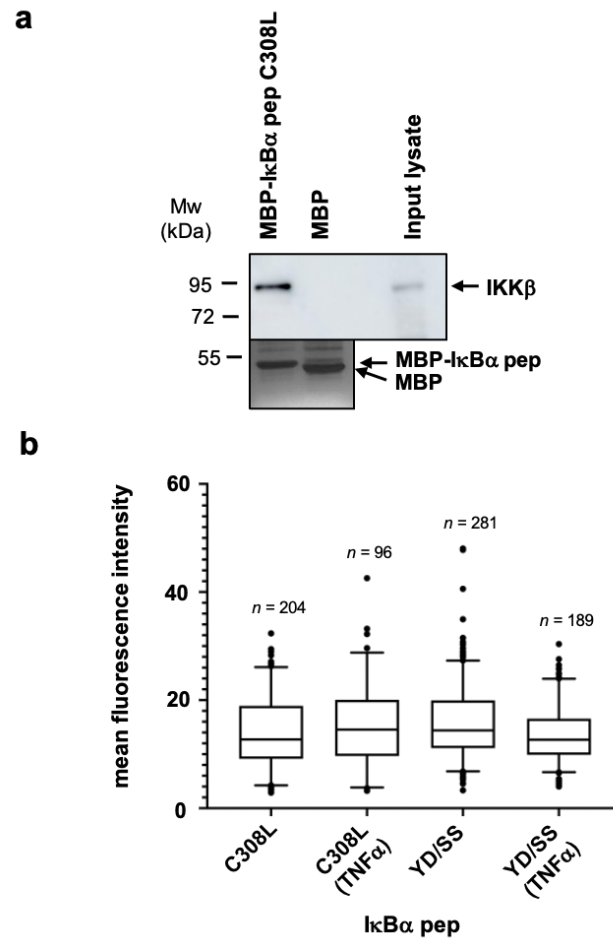 a
MBP-IκBα pep C308L
MBP
Input lysate
Mw
(kDa)
95
72
55
IKKβ
MBP-IκBα pep
MBP
b
mean fluorescence intensity
60
40
20
0
n = 204
n = 96
n = 281
n = 189
C308L
C308L
(TNFα)
YD/SS
YD/SS
(TNFα)
IκBα pep